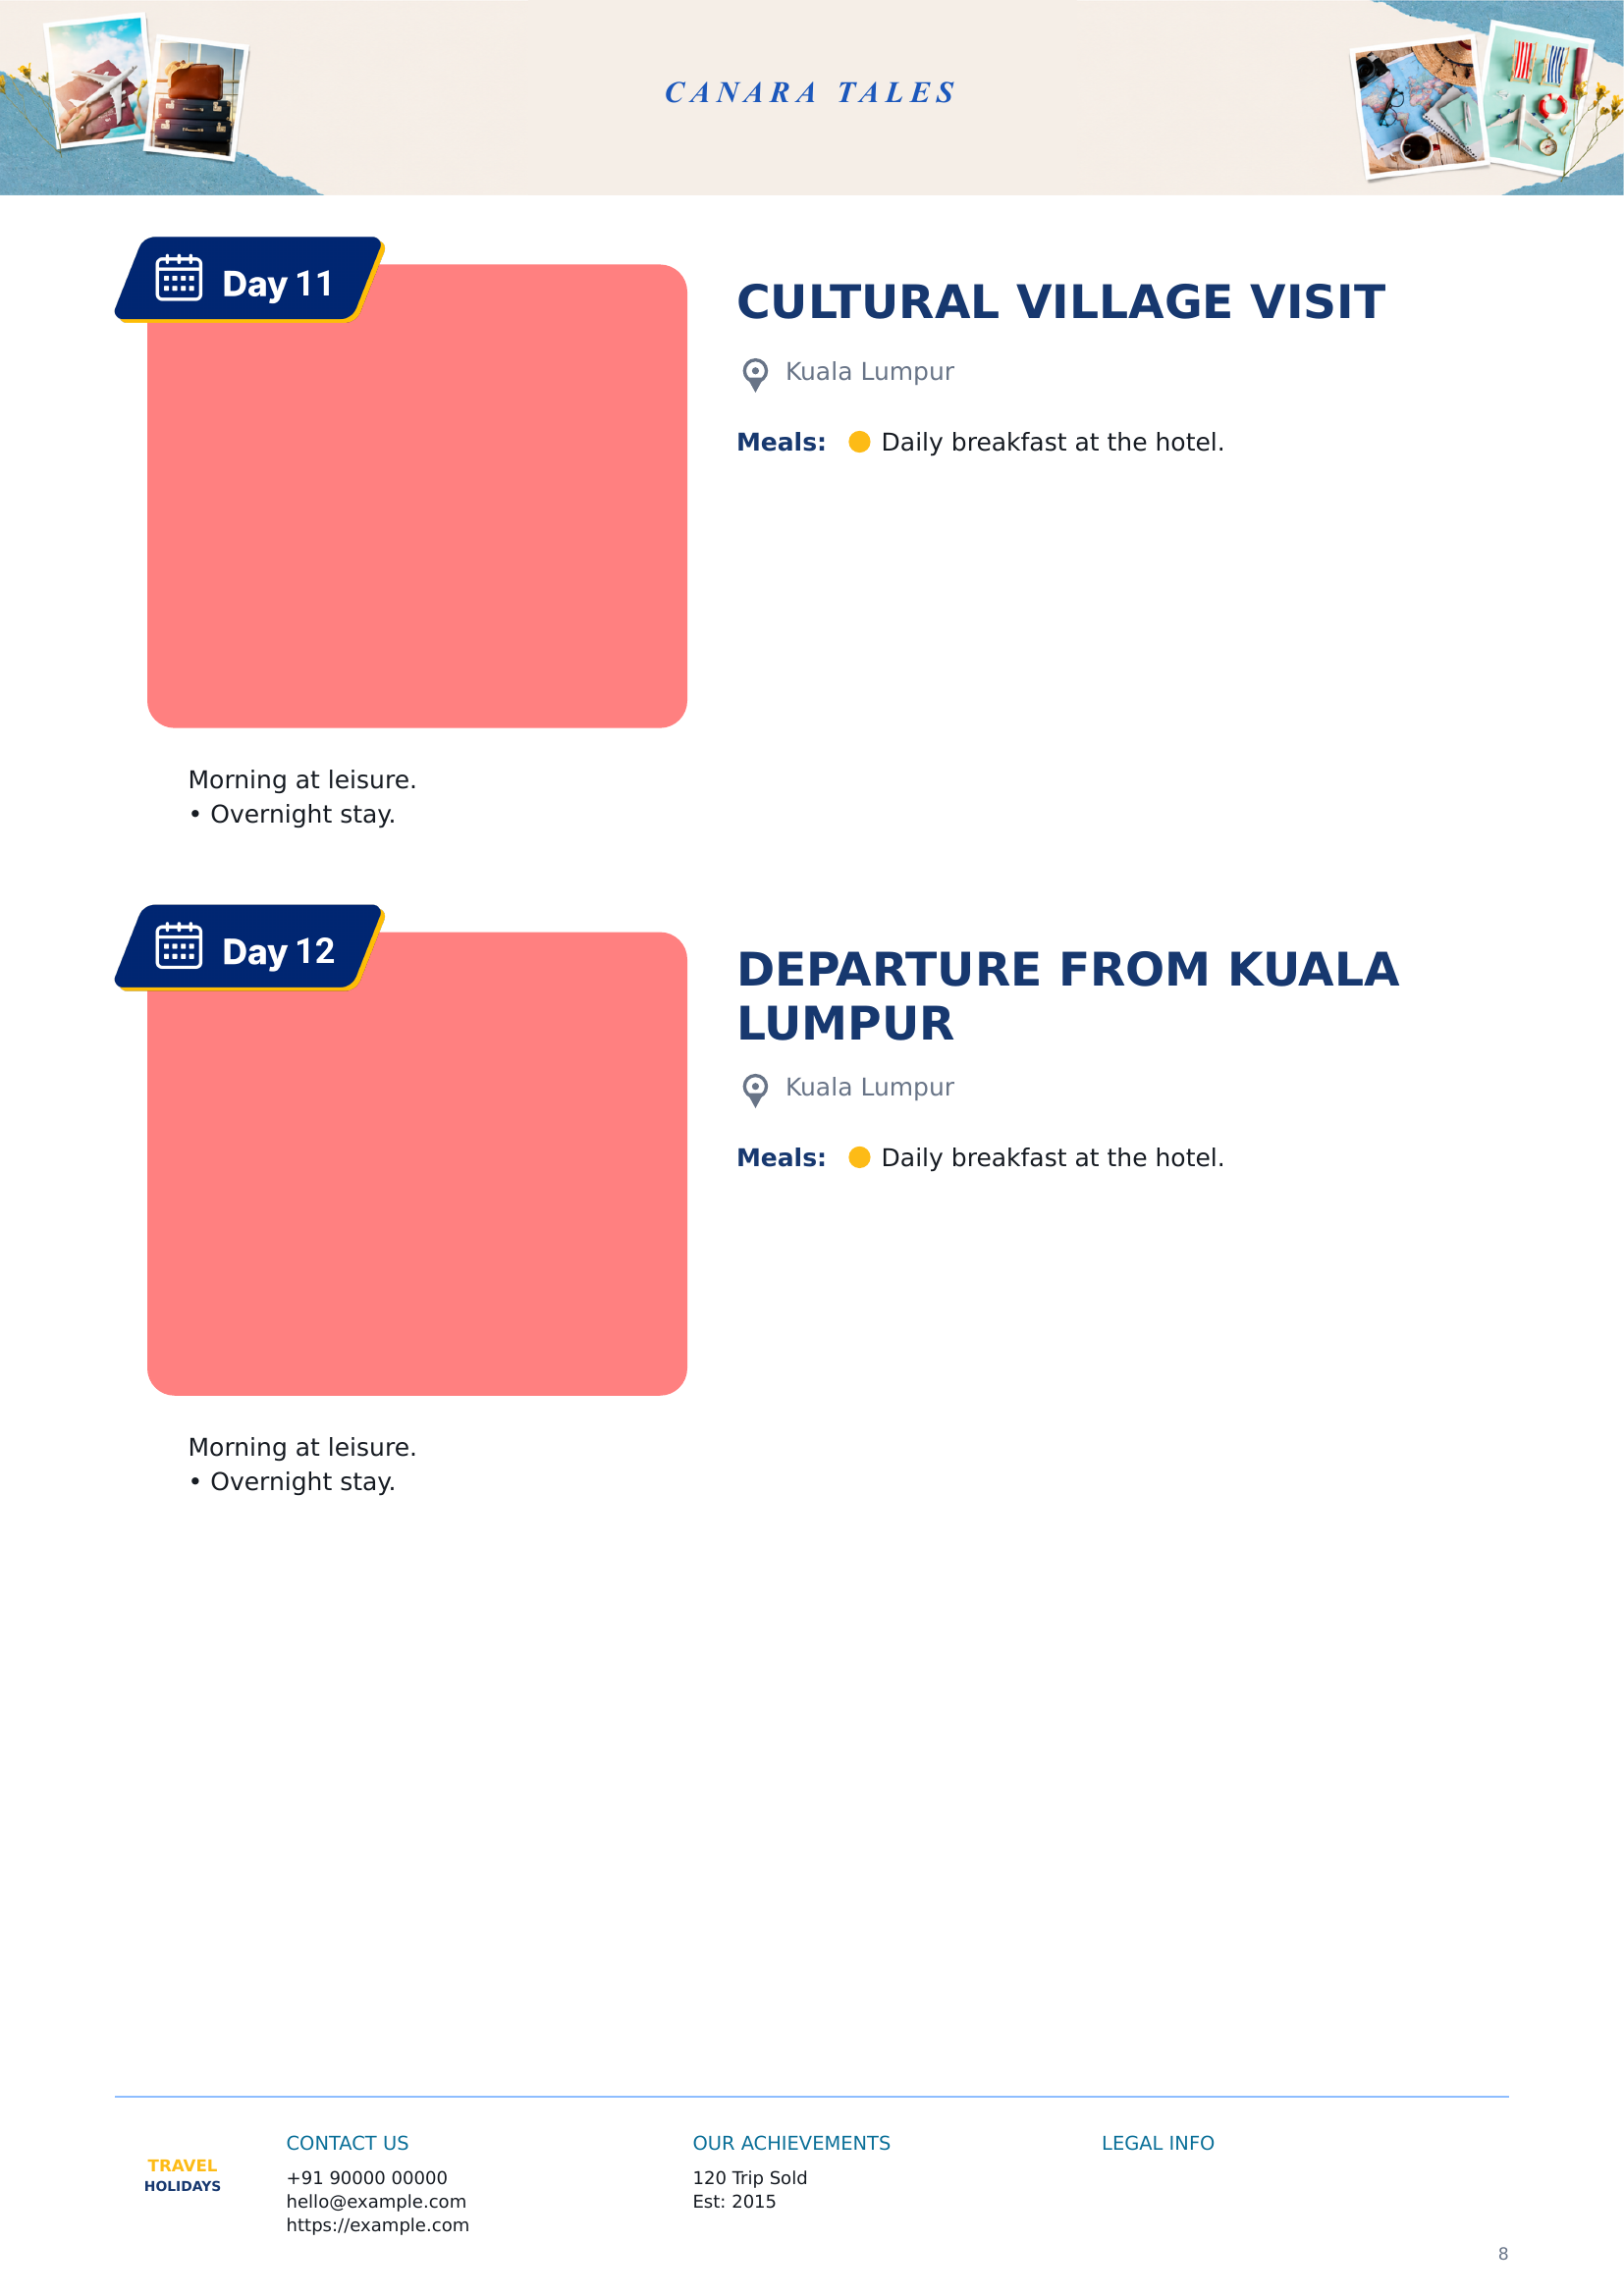 CANARA TALES
Day 11
CULTURAL VILLAGE VISIT
Kuala Lumpur
Meals: Daily breakfast at the hotel.
Morning at leisure.
• Overnight stay.
Day 12
DEPARTURE FROM KUALA
LUMPUR
Kuala Lumpur
Meals: Daily breakfast at the hotel.
Morning at leisure.
• Overnight stay.
TRAVEL
HOLIDAYS
CONTACT US
+91 90000 00000
hello@example.com
https://example.com
OUR ACHIEVEMENTS
120 Trip Sold
Est: 2015
LEGAL INFO
8